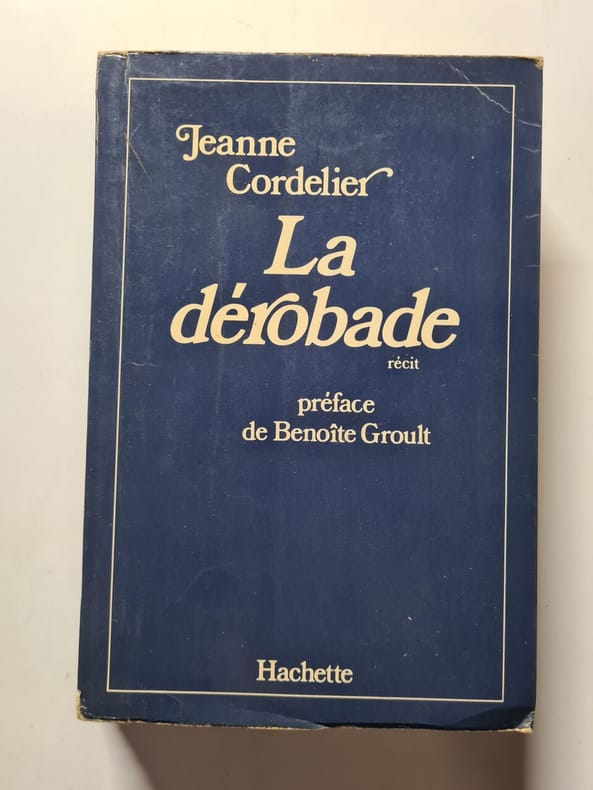 Jeanne
Cordelier
La
dérobade
récit
préface
de Benoîte Groult
Hachette